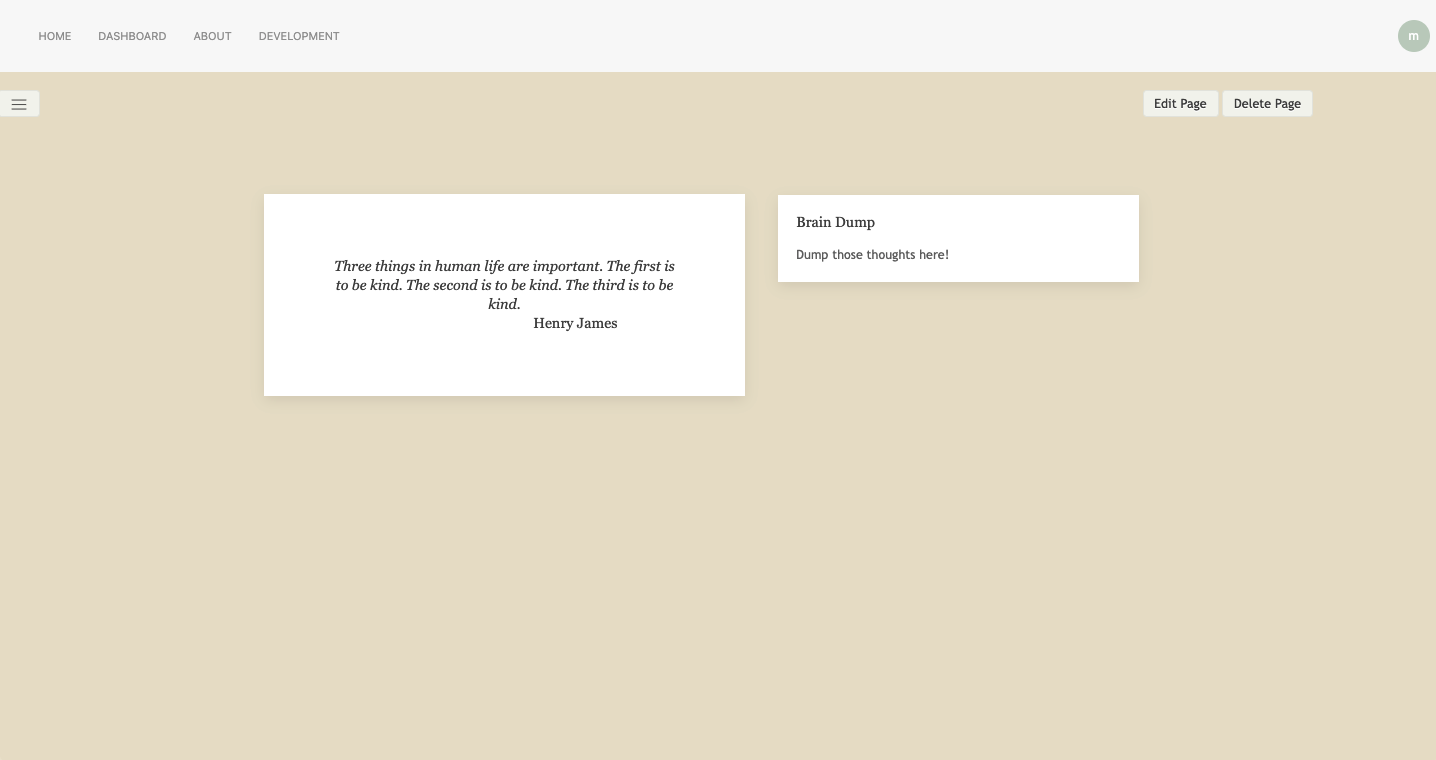 HOME DASHBOARD ABOUT DEVELOPMENT
m
Edit Page Delete Page
Three things in human life are important. The first is
to be kind. The second is to be kind. The third is to be
kind.
Henry James
Brain Dump
Dump those thoughts here!